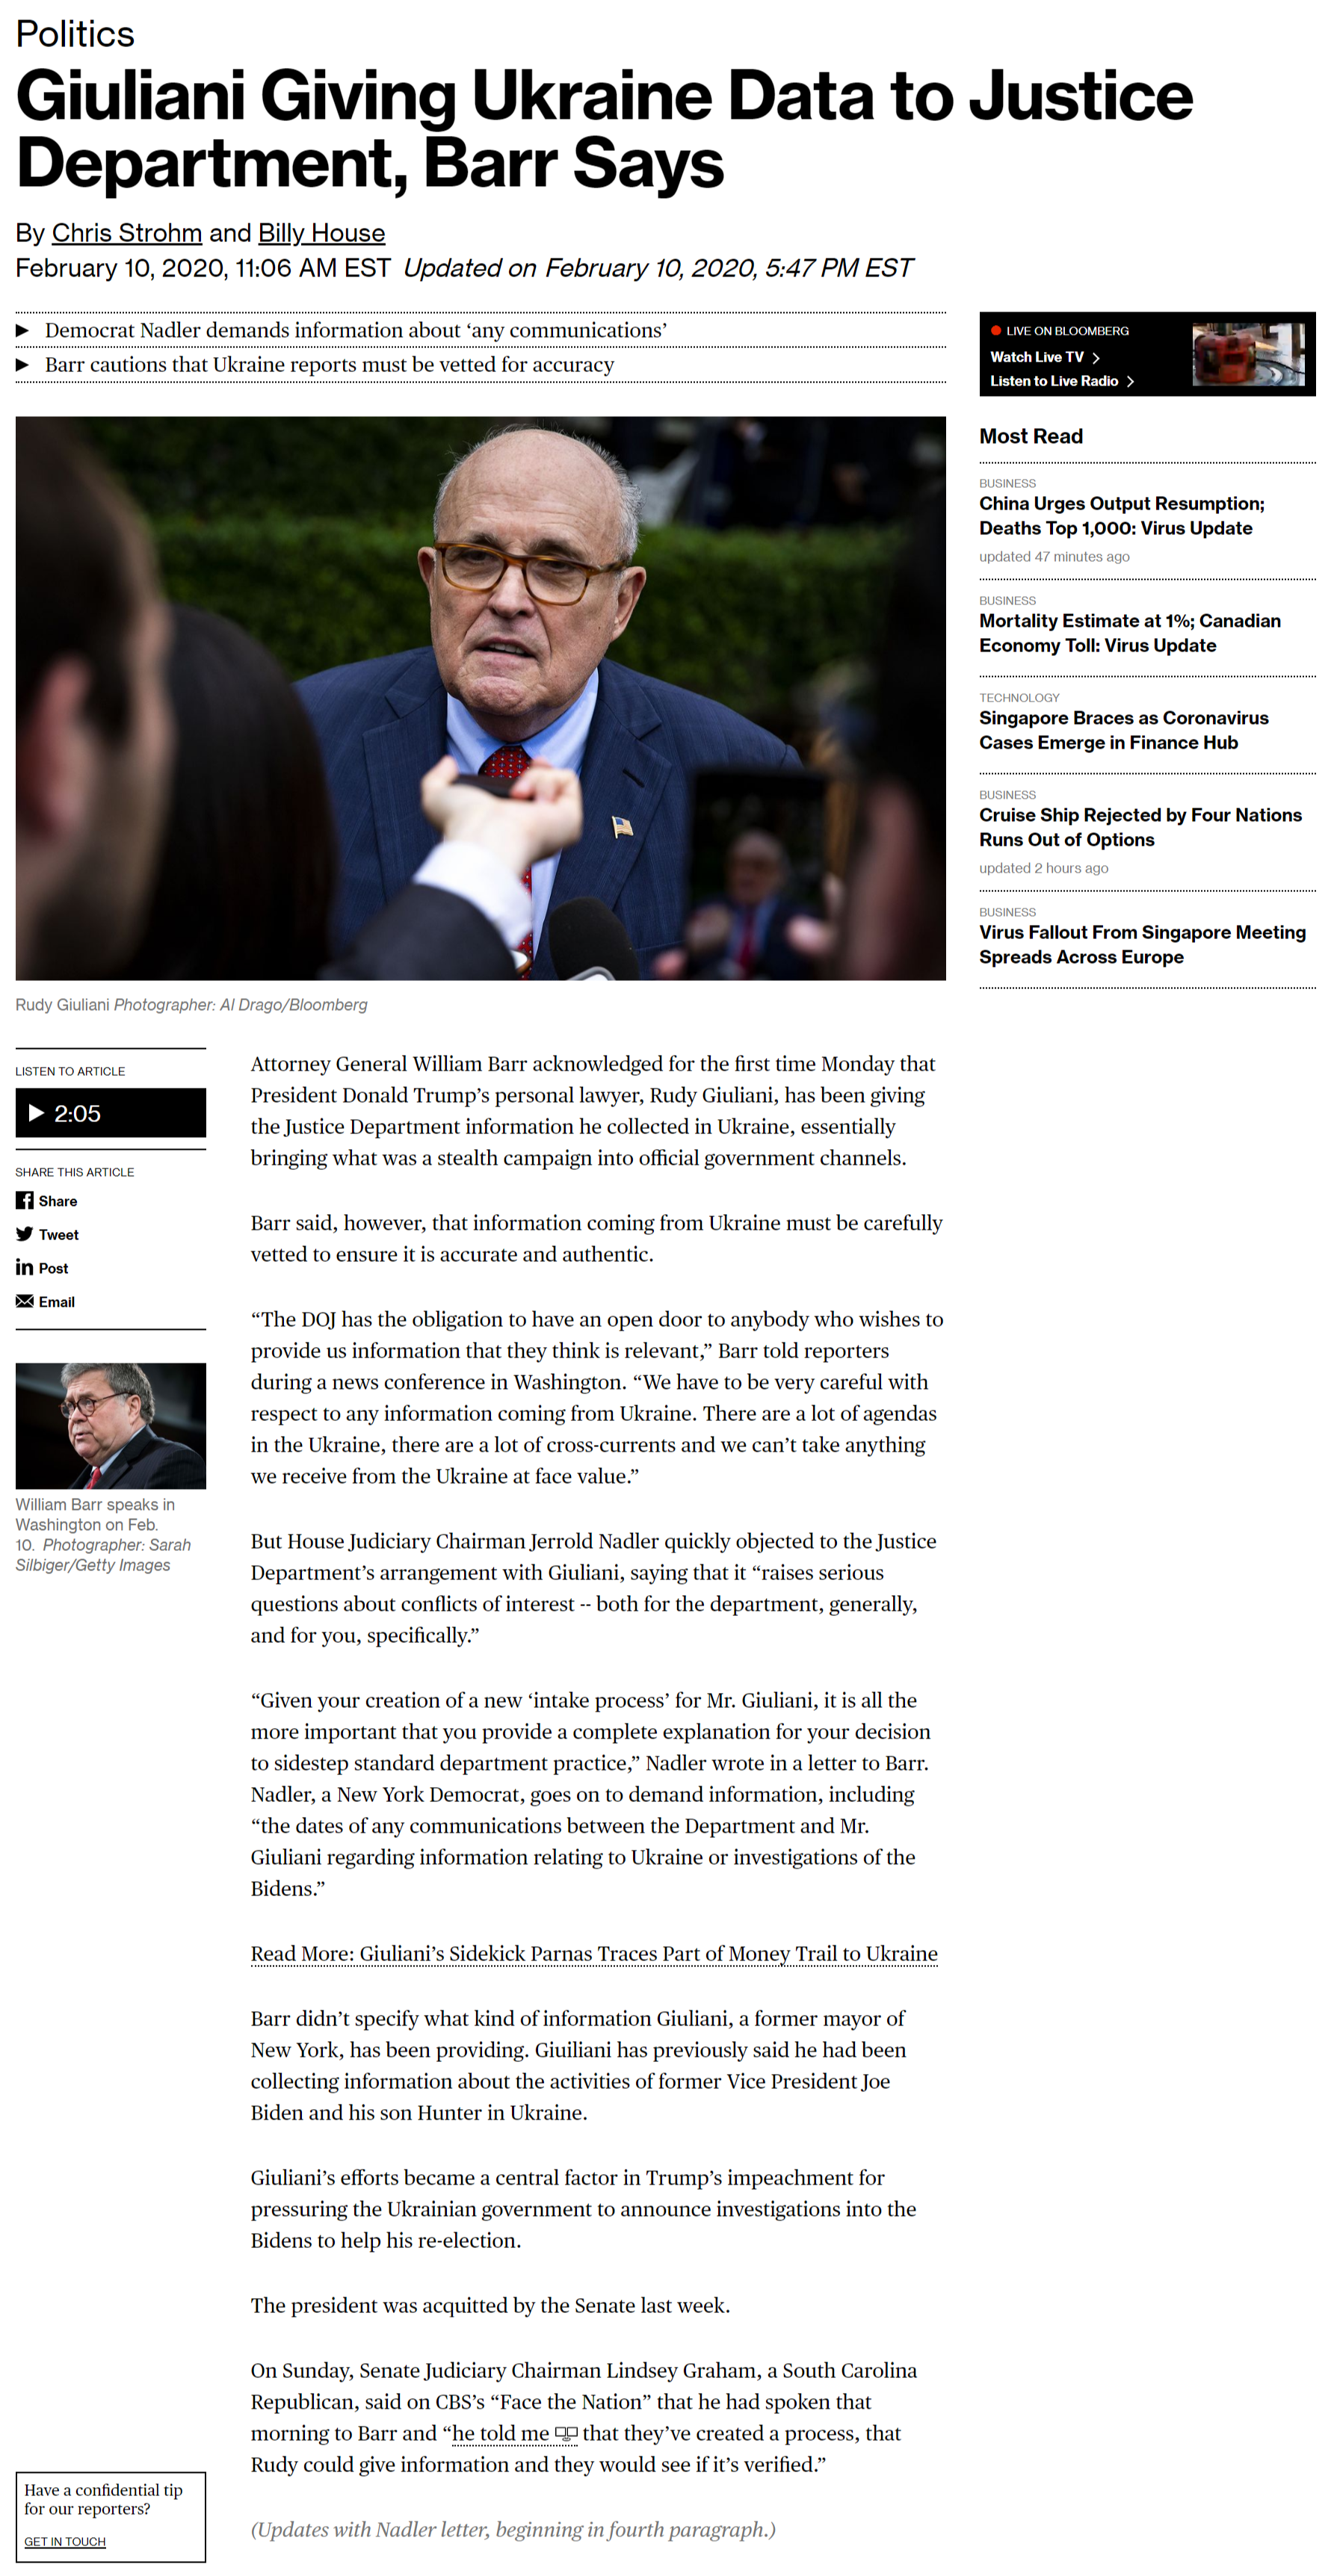 Politics
Giuliani Giving Ukraine Data to Justice
Department, Barr Says
By Chris Strohm and Billy House
February 10, 2020, 11:06 AM EST Updated on February 10, 2020, 5:47 PM EST
▶ Democrat Nadler demands information about ‘any communications’
▶ Barr cautions that Ukraine reports must be vetted for accuracy
LIVE ON BLOOMBERG
Watch Live TV
Listen to Live Radio
Most Read
BUSINESS
China Urges Output Resumption;
Deaths Top 1,000: Virus Update
updated 47 minutes ago
BUSINESS
Mortality Estimate at 1%; Canadian
Economy Toll: Virus Update
TECHNOLOGY
Singapore Braces as Coronavirus
Cases Emerge in Finance Hub
BUSINESS
Cruise Ship Rejected by Four Nations
Runs Out of Options
updated 2 hours ago
BUSINESS
Virus Fallout From Singapore Meeting
Spreads Across Europe
Rudy Giuliani Photographer: Al Drago/Bloomberg
LISTEN TO ARTICLE
2:05
SHARE THIS ARTICLE
Share
Tweet
Post
Email
William Barr speaks in
Washington on Feb.
10. Photographer: Sarah
Silbiger/Getty Images
Attorney General William Barr acknowledged for the first time Monday that
President Donald Trump’s personal lawyer, Rudy Giuliani, has been giving
the Justice Department information he collected in Ukraine, essentially
bringing what was a stealth campaign into official government channels.
Barr said, however, that information coming from Ukraine must be carefully
vetted to ensure it is accurate and authentic.
“The DOJ has the obligation to have an open door to anybody who wishes to
provide us information that they think is relevant,” Barr told reporters
during a news conference in Washington. “We have to be very careful with
respect to any information coming from Ukraine. There are a lot of agendas
in the Ukraine, there are a lot of cross-currents and we can’t take anything
we receive from the Ukraine at face value.”
But House Judiciary Chairman Jerrold Nadler quickly objected to the Justice
Department’s arrangement with Giuliani, saying that it “raises serious
questions about conflicts of interest -- both for the department, generally,
and for you, specifically.”
“Given your creation of a new ‘intake process’ for Mr. Giuliani, it is all the
more important that you provide a complete explanation for your decision
to sidestep standard department practice,” Nadler wrote in a letter to Barr.
Nadler, a New York Democrat, goes on to demand information, including
“the dates of any communications between the Department and Mr.
Giuliani regarding information relating to Ukraine or investigations of the
Bidens.”
Read More: Giuliani’s Sidekick Parnas Traces Part of Money Trail to Ukraine
Barr didn’t specify what kind of information Giuliani, a former mayor of
New York, has been providing. Giuiliani has previously said he had been
collecting information about the activities of former Vice President Joe
Biden and his son Hunter in Ukraine.
Giuliani’s efforts became a central factor in Trump’s impeachment for
pressuring the Ukrainian government to announce investigations into the
Bidens to help his re-election.
The president was acquitted by the Senate last week.
On Sunday, Senate Judiciary Chairman Lindsey Graham, a South Carolina
Republican, said on CBS’s “Face the Nation” that he had spoken that
morning to Barr and “he told me that they’ve created a process, that
Rudy could give information and they would see if it’s verified.”
Have a confidential tip
for our reporters?
GET IN TOUCH
(Updates with Nadler letter, beginning in fourth paragraph.)